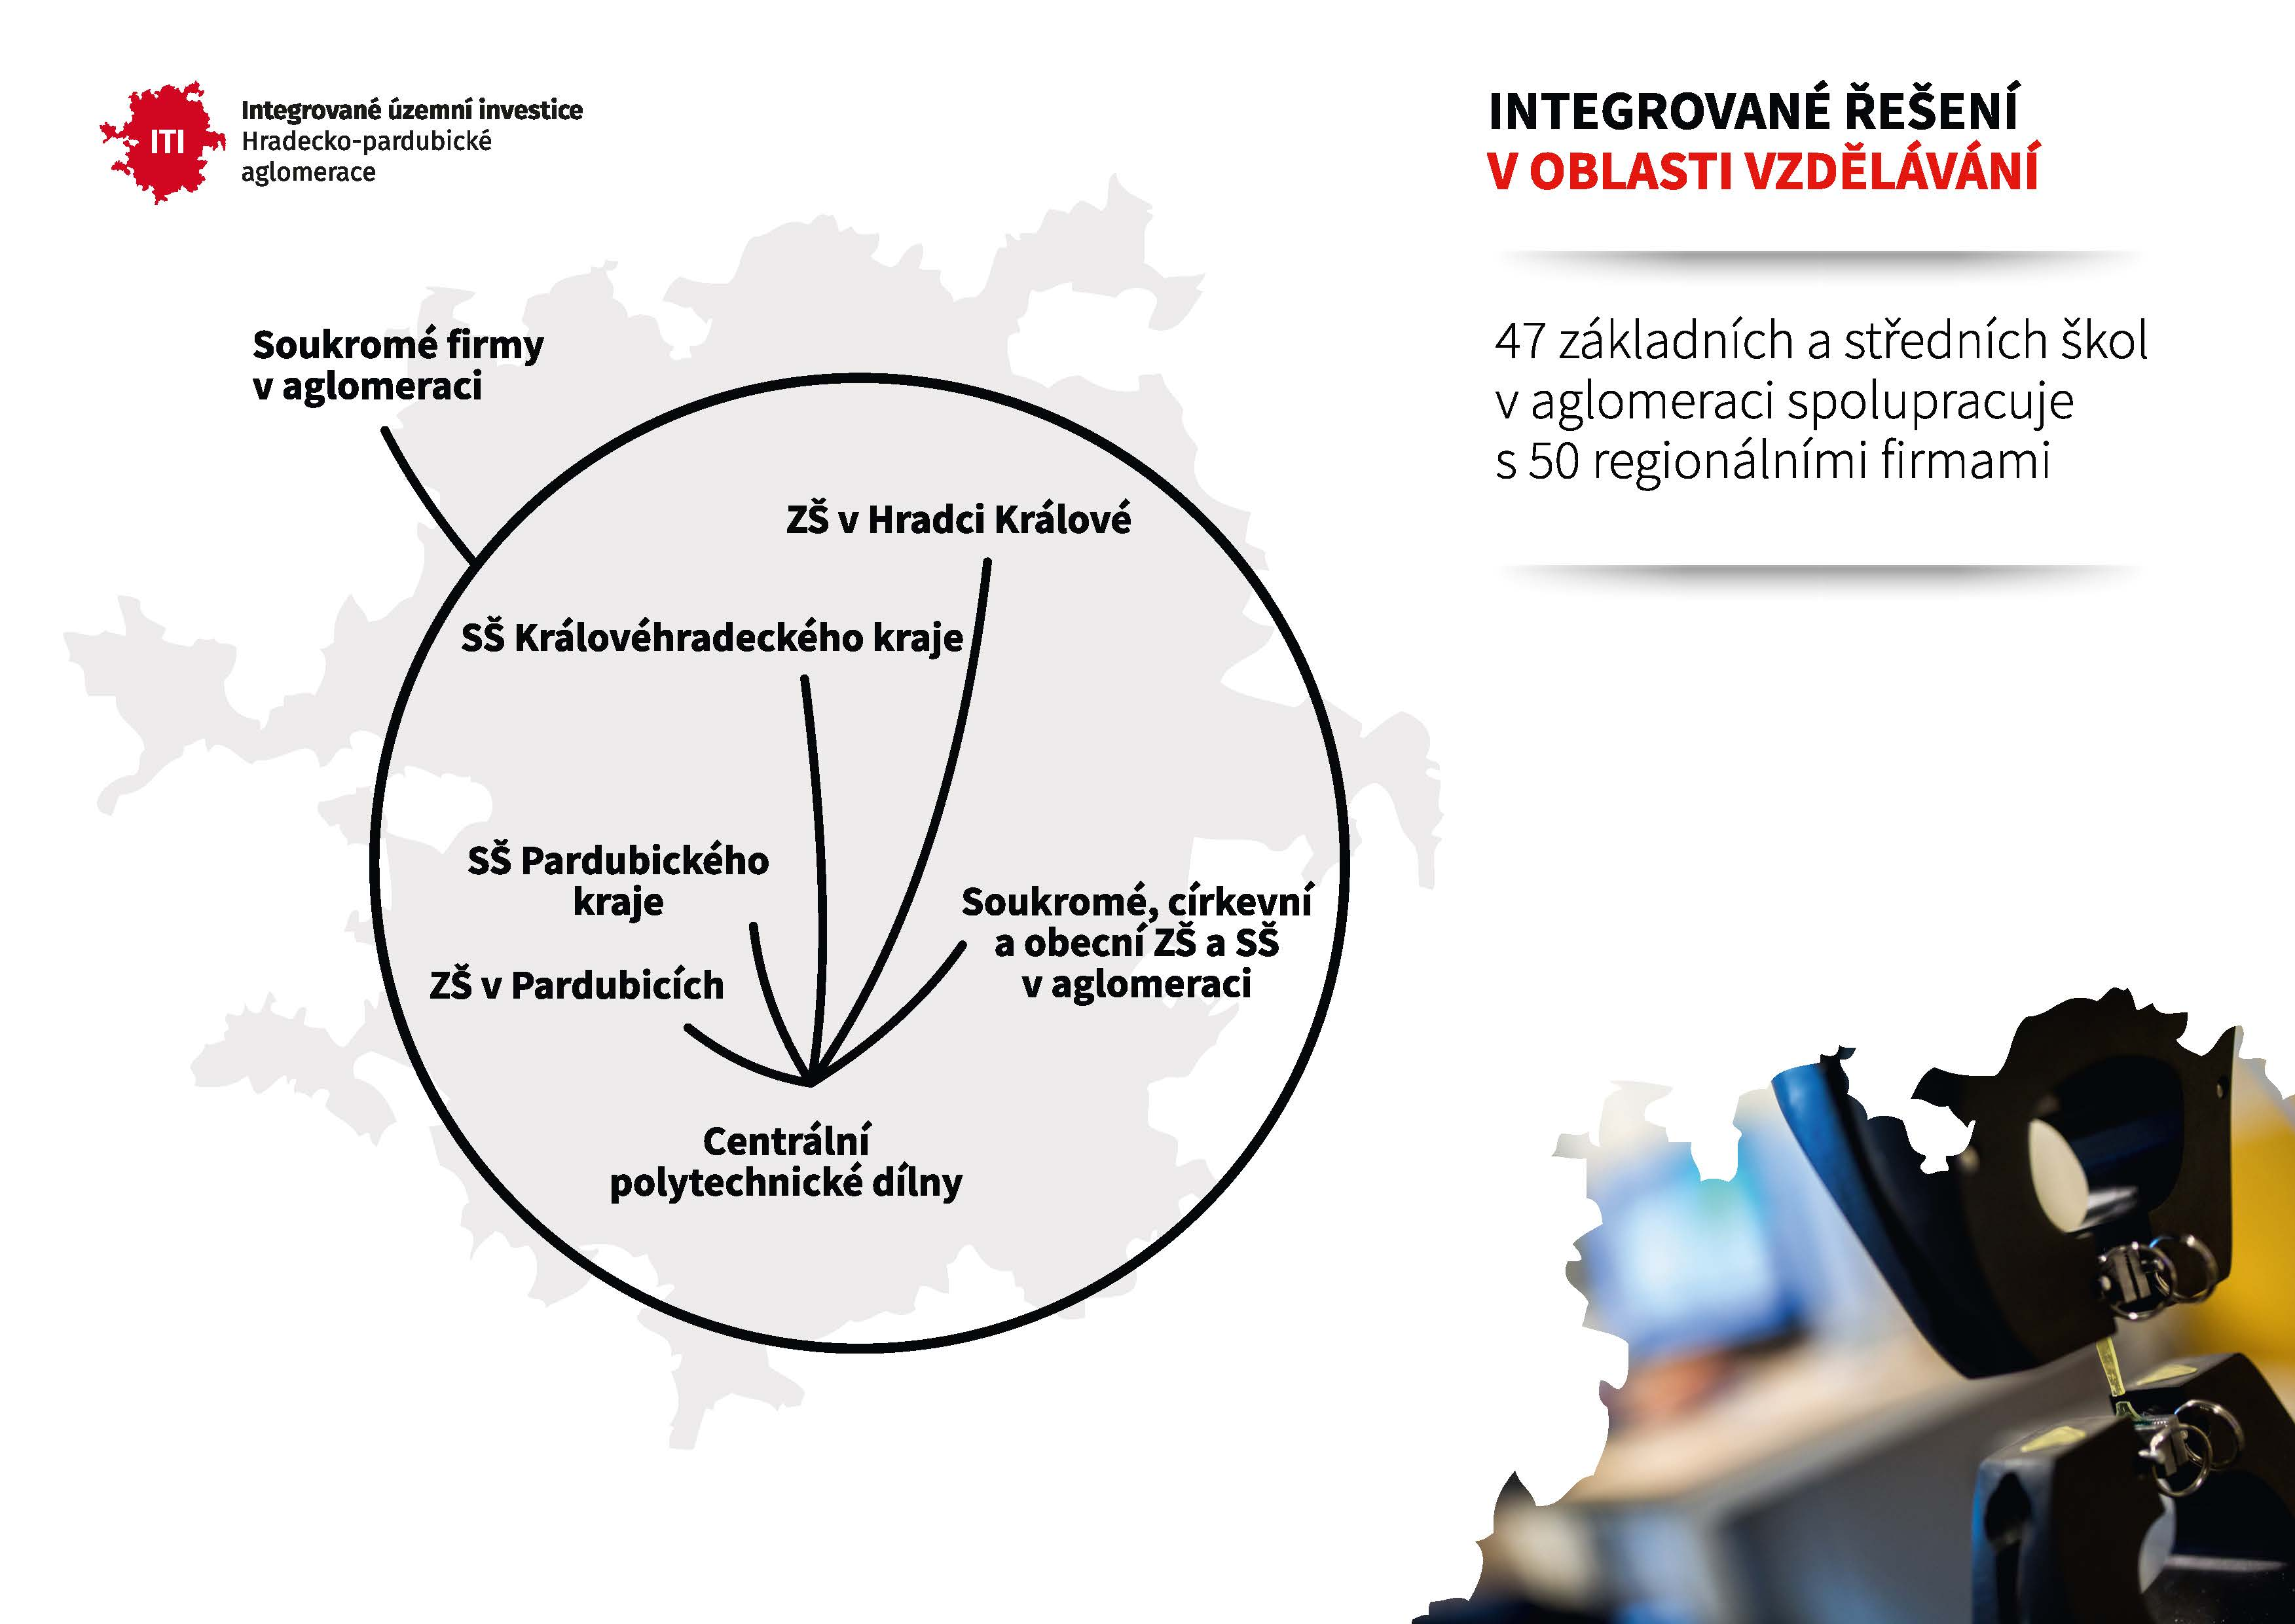 ITI
Integrované územní investice
Hradecko-pardubické
aglomerace
INTEGROVANÉ ŘEŠENÍ
V OBLASTI VZDĚLÁVÁNÍ
47 základních a středních škol
v aglomeraci spolupracuje
s 50 regionálními firmami
Soukromé firmy
v aglomeraci
ZŠ v Hradci Králové
SŠ Královéhradeckého kraje
SŠ Pardubického
kraje
Soukromé, církevní
a obecní ZŠ a SŠ
v aglomeraci
ZŠ v Pardubicích
Centrální
polytechnické dílny